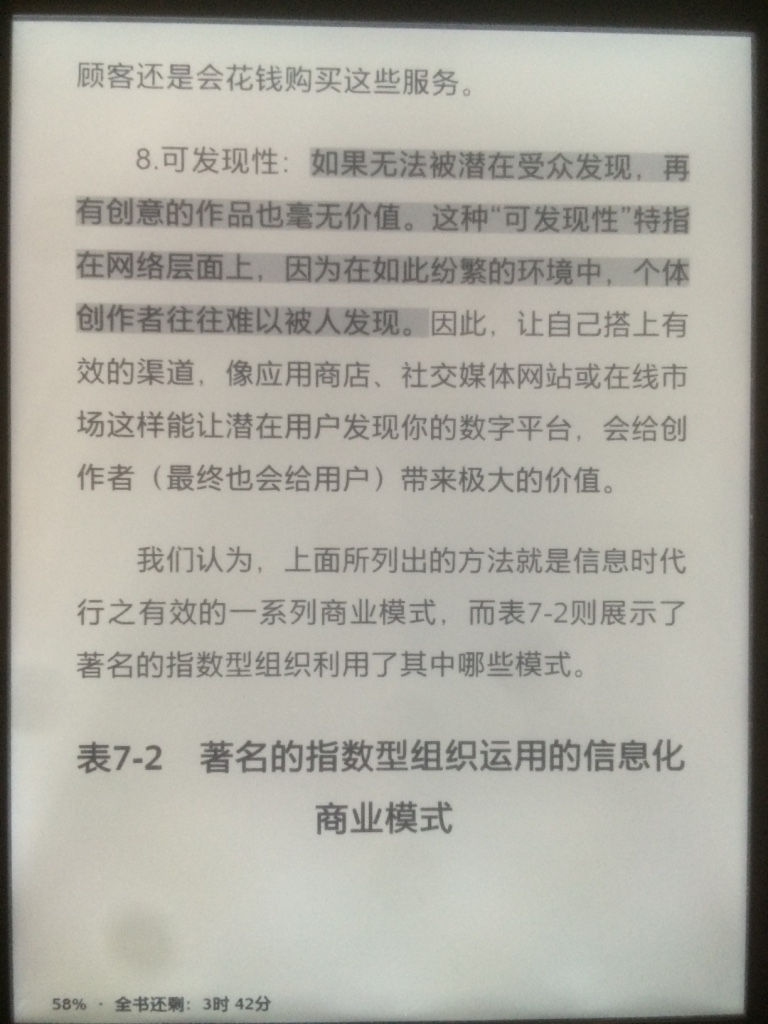 顾客还是会花钱购买这些服务。
8.可发现性：如果无法被潜在受众发现，再
有创意的作品也毫无价值。这种“可发现性”特指
在网络层面上，因为在如此纷繁的环境中，个体
创作者往往难以被人发现。因此，让自己搭上有
效的渠道，像应用商店、社交媒体网站或在线市
场这样能让潜在用户发现你的数字平台，会给创
作者（最终也会给用户）带来极大的价值。
我们认为，上面所列出的方法就是信息时代
行之有效的一系列商业模式，而表7-2则展示了
著名的指数型组织利用了其中哪些模式。
表7-2 著名的指数型组织运用的信息化
商业模式
58% · 全书还剩：3时 42分